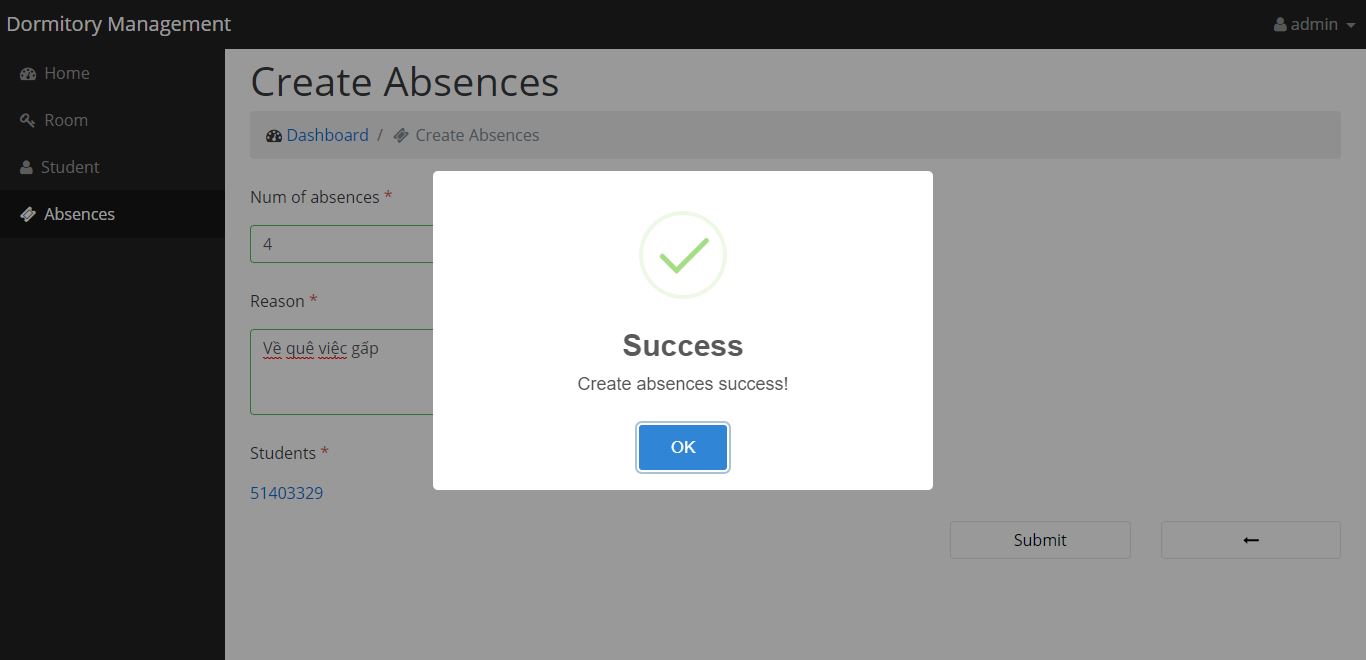 Dormitory Management
admin
Home
Room
Student
Absences
Create Absences
Dashboard / Create Absences
Num of absences *
4
Reason *
Về quê việc gấp
Students *
51403329
Submit
Success
Create absences success!
OK